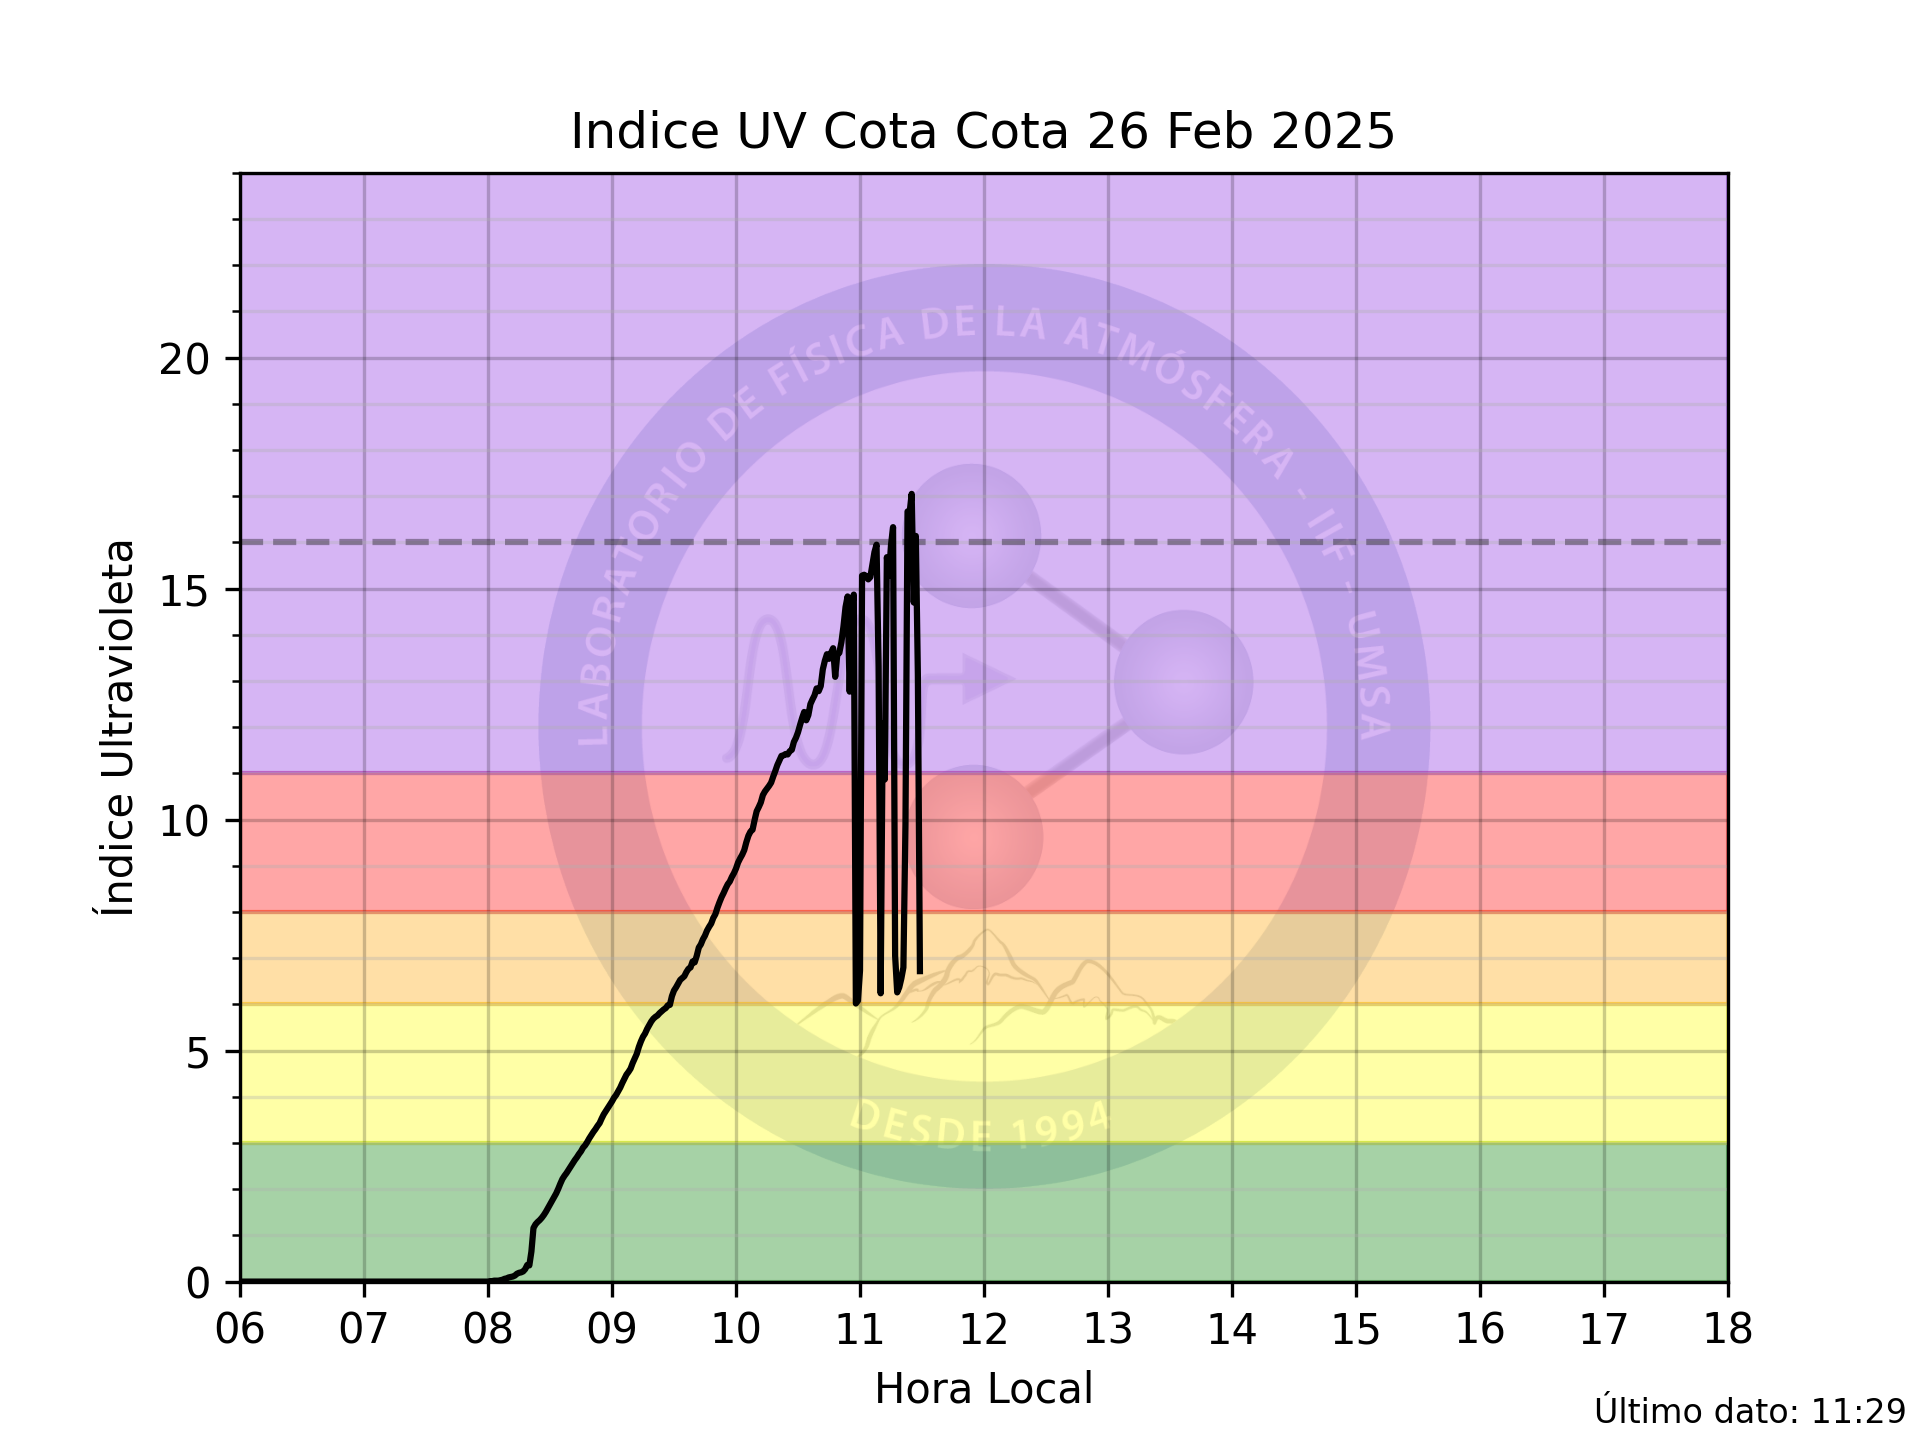 Indice UV Cota Cota 26 Feb 2025
LABORATORIO DE FÍSICA DE LA ATMÓSFERA - IIF - UMSA
DESDE 1994
Índice Ultravioleta
20
15
10
5
0
06 07 08 09 10 11 12 13 14 15 16 17 18
Hora Local
Último dato: 11:29